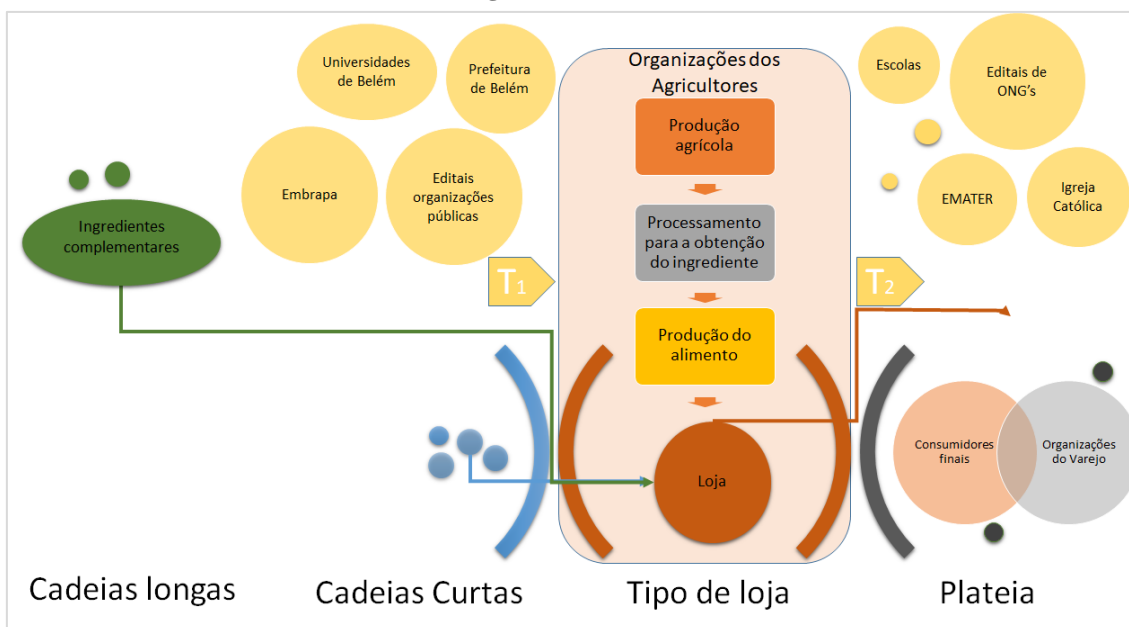 Universidades
de Belém
Prefeitura
de Belém
Embrapa
Editais
organizações
públicas
Ingredientes
complementares
T1
Organizações dos
Agricultores
Produção
agrícola
Processamento
para a obtenção
do ingrediente
Produção do
alimento
Loja
Escolas
Editais de
ONG's
EMATER
Igreja
Católica
T2
Consumidores
finais
Organizações
do Varejo
Cadeias longas
Cadeias Curtas
Tipo de loja
Plateia